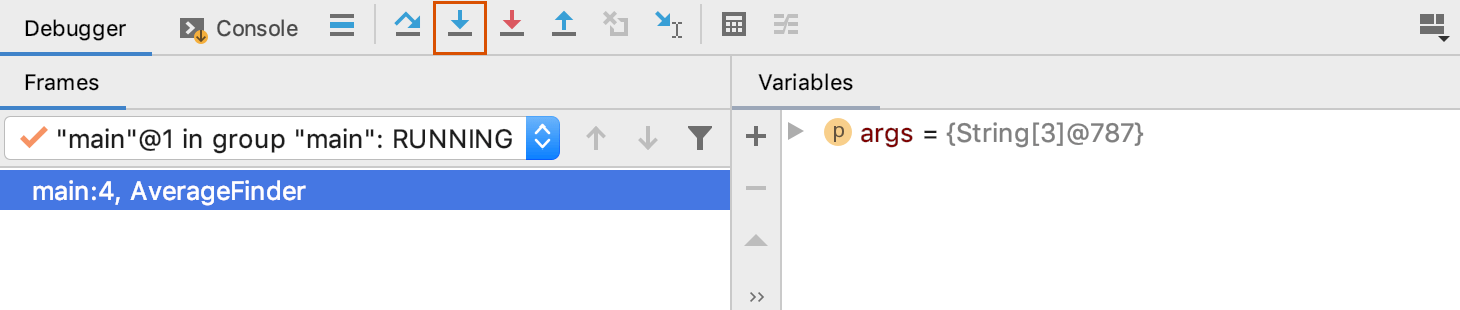 Debugger
Console
Frames
Variables
"main"@1 in group "main": RUNNING
p args = {String[3]@787}
main:4, AverageFinder